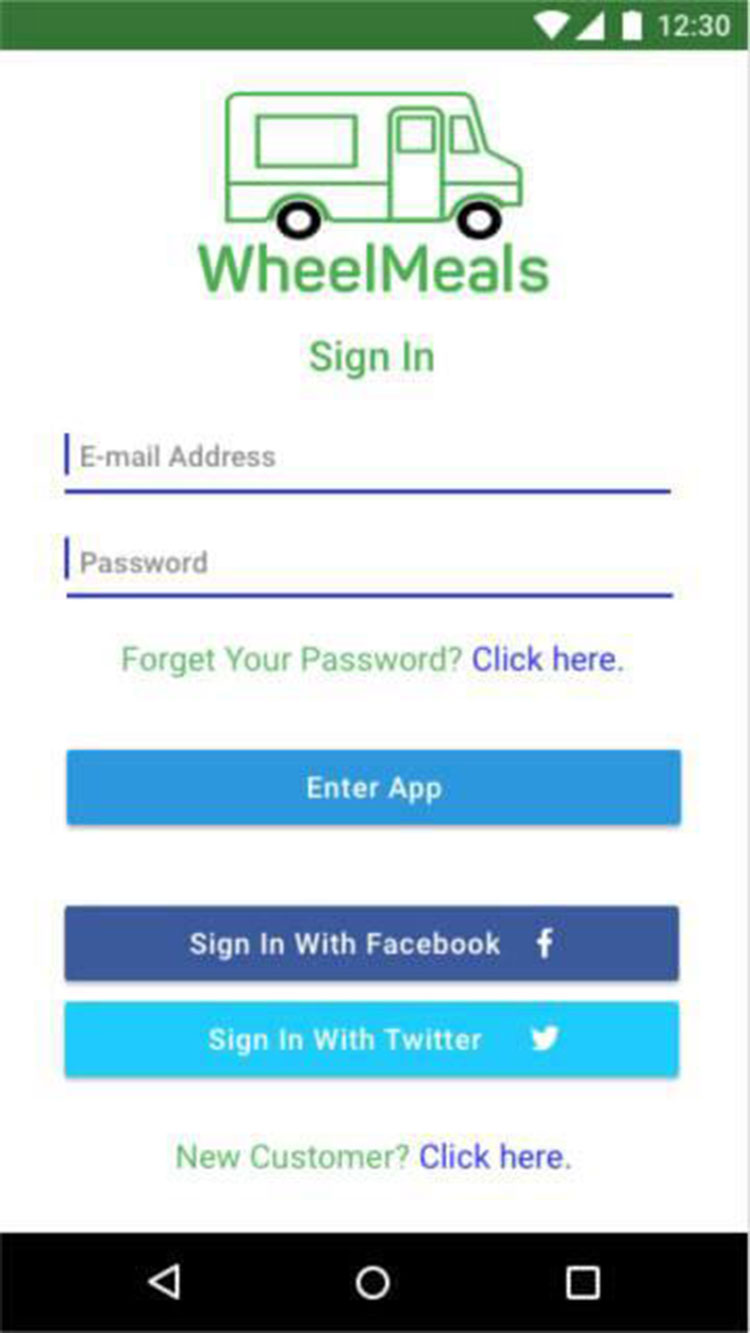 12:30
WheelMeals
Sign In
E-mail Address
Password
Forget Your Password? Click here.
Enter App
Sign In With Facebook f
Sign In With Twitter
New Customer? Click here.